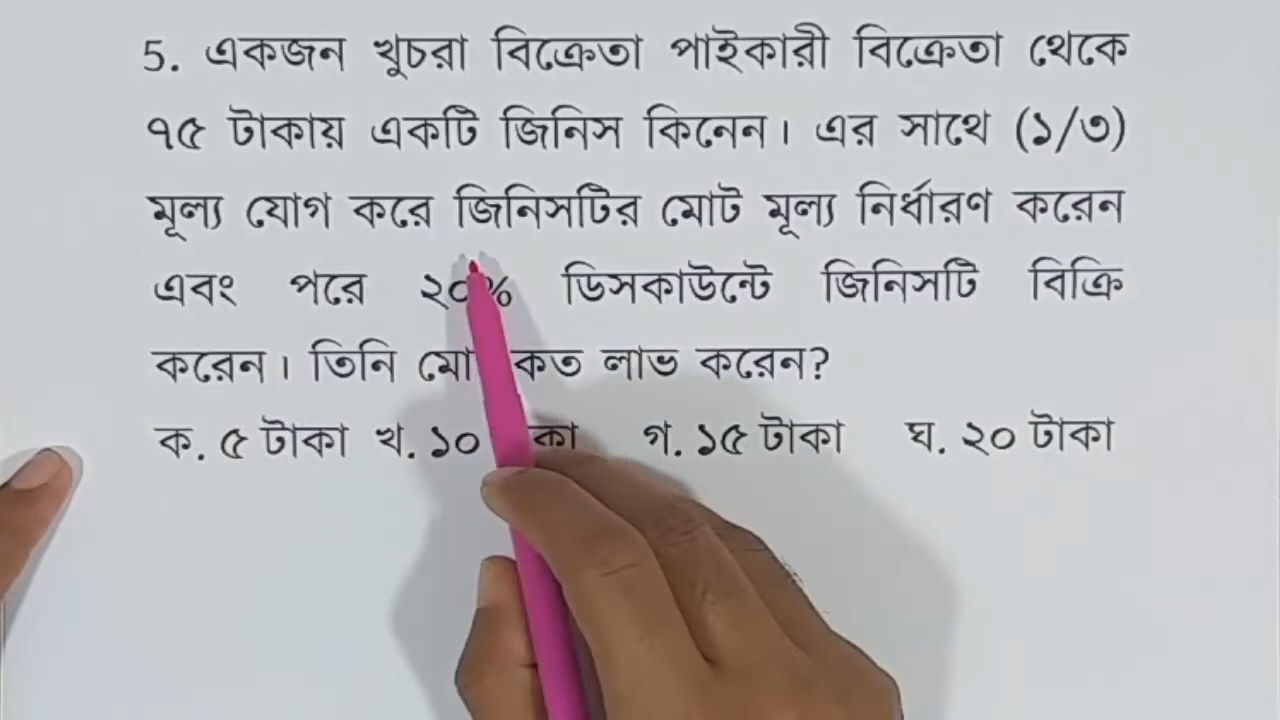 5. একজন খুচরা বিক্রেতা পাইকারী বিক্রেতা থেকে
৭৫ টাকায় একটি জিনিস কিনেন। এর সাথে (১/৩)
মূল্য যোগ করে জিনিসটির মোট মূল্য নির্ধারণ করেন
এবং পরে ২০% ডিসকাউন্টে জিনিসটি বিক্রি
করেন। তিনি কত লাভ করেন?
ক. ৫ টাকা খ. ১০ গ. ১৫ টাকা ঘ. ২০ টাকা